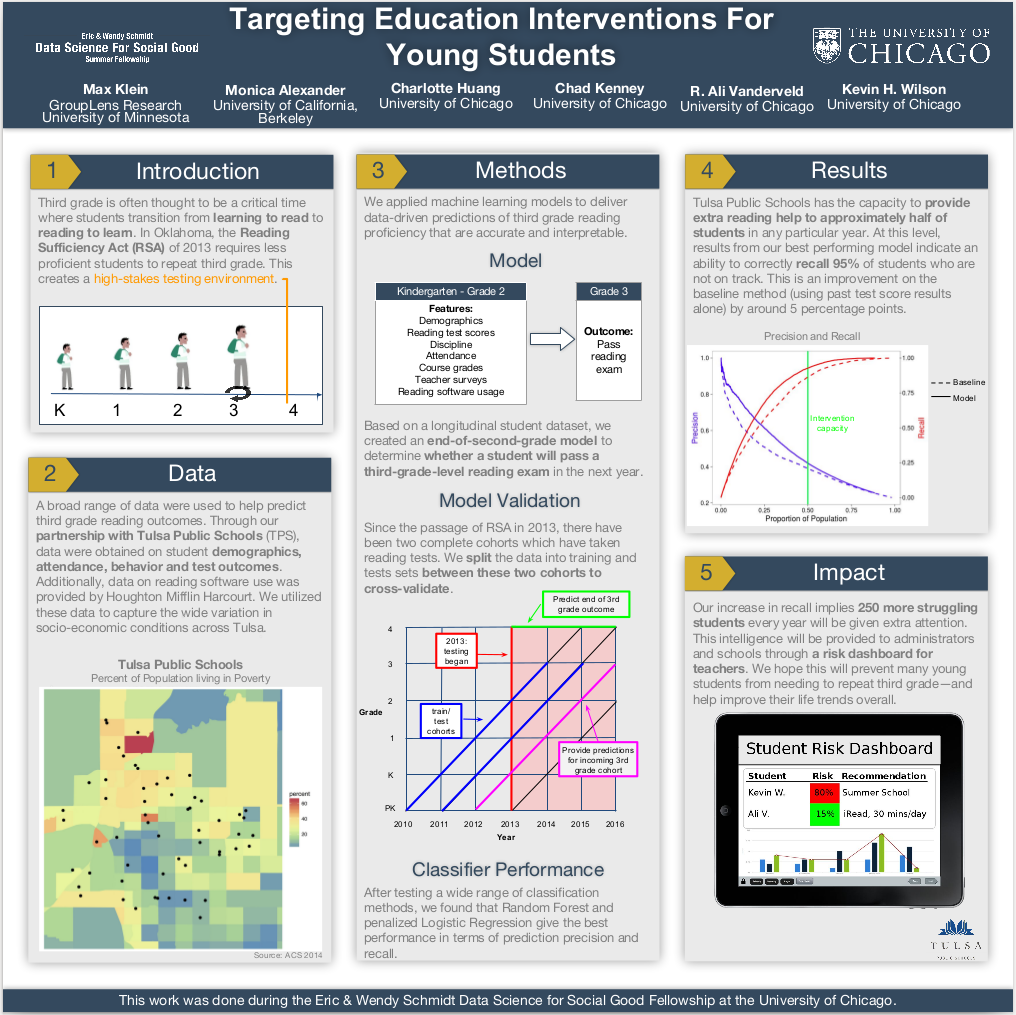 Targeting Education Interventions For
Young Students
Eric & Wendy Schmidt
Data Science For Social Good
Summer Fellowship
THE UNIVERSITY OF
CHICAGO
Max Klein
GroupLens Research
University of Minnesota
Monica Alexander
University of California,
Berkeley
Charlotte Huang
University of Chicago
Chad Kenney
University of Chicago
R. Ali Vanderveld
University of Chicago
Kevin H. Wilson
University of Chicago
1 Introduction
Third grade is often thought to be a critical time
where students transition from learning to read to
reading to learn. In Oklahoma, the Reading
Sufficiency Act (RSA) of 2013 requires less
proficient students to repeat third grade. This
creates a high-stakes testing environment.
K 1 2 3 4
2 Data
A broad range of data were used to help predict
third grade reading outcomes. Through our
partnership with Tulsa Public Schools (TPS),
data were obtained on student demographics,
attendance, behavior and test outcomes.
Additionally, data on reading software use was
provided by Houghton Mifflin Harcourt. We utilized
these data to capture the wide variation in
socio-economic conditions across Tulsa.
Tulsa Public Schools
Percent of Population living in Poverty
percent
60
40
20
Source: ACS 2014
3 Methods
We applied machine learning models to deliver
data-driven predictions of third grade reading
proficiency that are accurate and interpretable.
Model
Kindergarten - Grade 2
Features:
Demographics
Reading test scores
Discipline
Attendance
Course grades
Teacher surveys
Reading software usage
Grade 3
Outcome:
Pass
reading
exam
Based on a longitudinal student dataset, we
created an end-of-second-grade model to
determine whether a student will pass a
third-grade-level reading exam in the next year.
Model Validation
Since the passage of RSA in 2013, there have
been two complete cohorts which have taken
reading tests. We split the data into training and
tests sets between these two cohorts to
cross-validate.
Predict end of 3rd
grade outcome
2013:
testing
began
train/
test
cohorts
Provide predictions
for incoming 3rd
grade cohort
Grade
4
3
2
1
K
PK
2010 2011 2012 2013 2014 2015 2016
Year
Classifier Performance
After testing a wide range of classification
methods, we found that Random Forest and
penalized Logistic Regression give the best
performance in terms of prediction precision and
recall.
4 Results
Tulsa Public Schools has the capacity to provide
extra reading help to approximately half of
students in any particular year. At this level,
results from our best performing model indicate an
ability to correctly recall 95% of students who are
not on track. This is an improvement on the
baseline method (using past test score results
alone) by around 5 percentage points.
Precision and Recall
Precision
1.0
0.8
0.6
0.4
0.2
Intervention
capacity
1.00
0.75
0.50
0.25
0.00
Recall
0.00 0.25 0.50 0.75 1.00
Proportion of Population
Baseline
Model
5 Impact
Our increase in recall implies 250 more struggling
students every year will be given extra attention.
This intelligence will be provided to administrators
and schools through a risk dashboard for
teachers. We hope this will prevent many young
students from needing to repeat third grade—and
help improve their life trends overall.
Student Risk Dashboard
Student Risk Recommendation
Kevin W. 80% Summer School
Ali V. 15% iRead, 30 mins/day
TULSA
PUBLIC SCHOOLS
This work was done during the Eric & Wendy Schmidt Data Science for Social Good Fellowship at the University of Chicago.